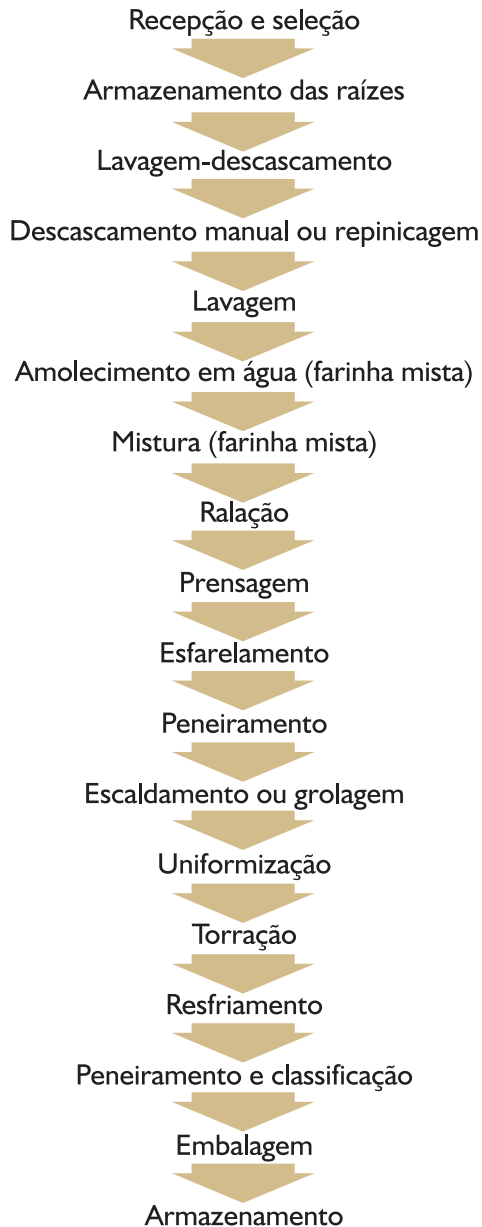 Recepção e seleção
Armazenamento das raízes
Lavagem-descascamento
Descascamento manual ou repinicagem
Lavagem
Amolecimento em água (farinha mista)
Mistura (farinha mista)
Ralação
Prensagem
Esfarelamento
Peneiramento
Escaldamento ou grolagem
Uniformização
Torração
Resfriamento
Peneiramento e classificação
Embalagem
Armazenamento